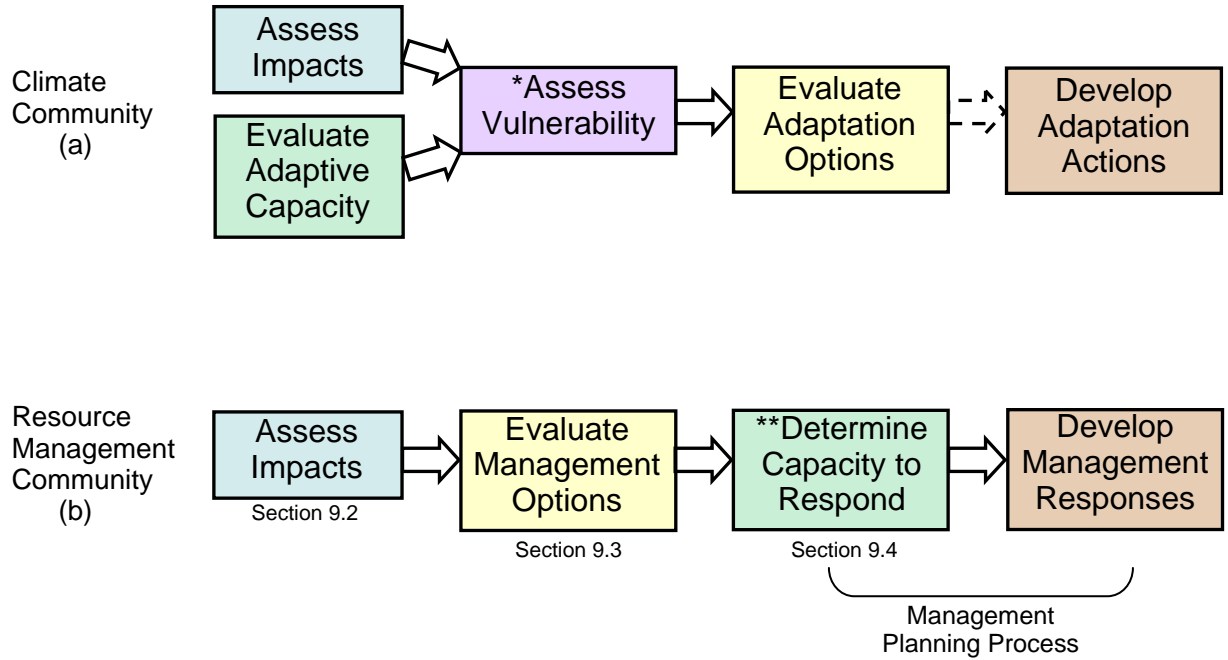 Climate
Community
(a)
Assess
Impacts
Evaluate
Adaptive
Capacity
*Assess
Vulnerability
Evaluate
Adaptation
Options
Develop
Adaptation
Actions
Resource
Management
Community
(b)
Assess
Impacts
Section 9.2
Evaluate
Management
Options
Section 9.3
**Determine
Capacity to
Respond
Section 9.4
Develop
Management
Responses
Management
Planning Process